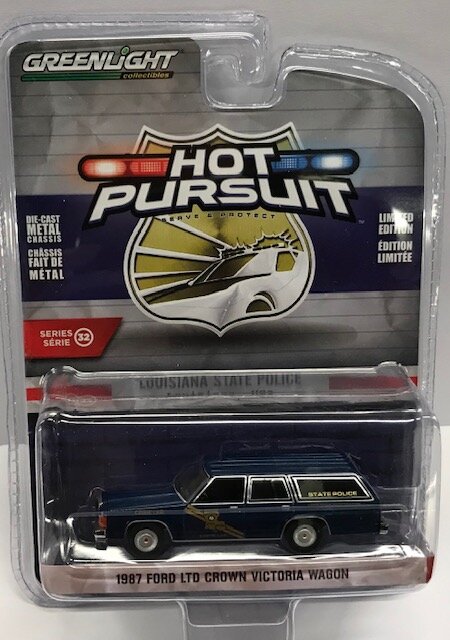 GREENLIGHT
collectibles
HOT
PURSUIT
SERVE & PROTECT
DIE-CAST
METAL
CHASSIS
CHÂSSIS
FAIT DE
MÉTAL
LIMITED
EDITION
ÉDITION
LIMITÉE
SERIES
SÉRIE
32
LOUISIANA STATE POLICE
STATE POLICE
1987 FORD LTD CROWN VICTORIA WAGON